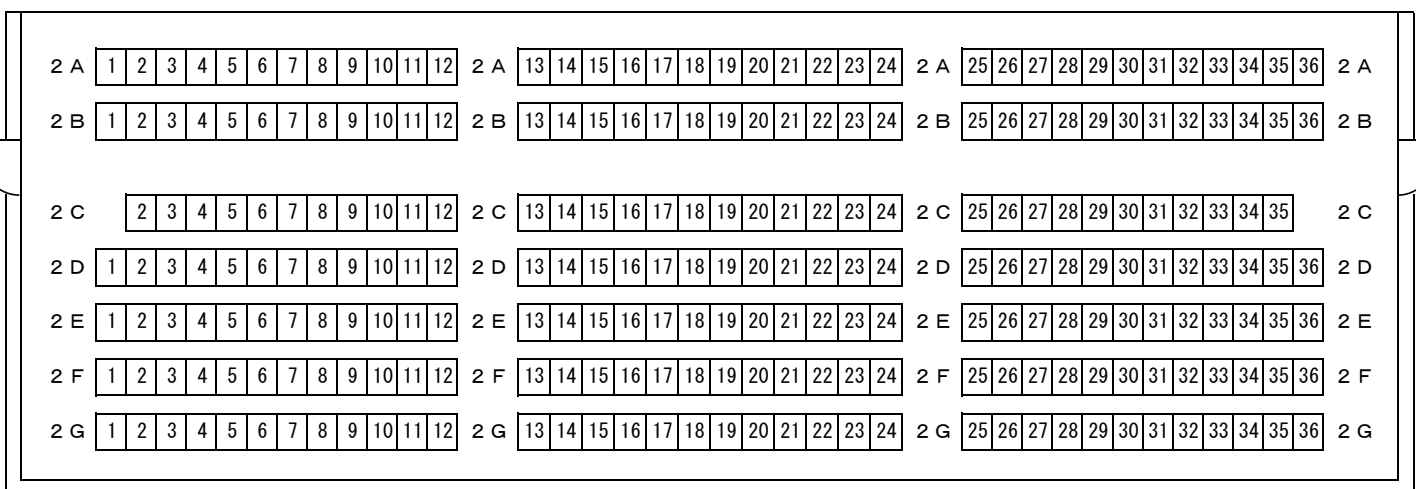 ２Ａ 1 2 3 4 5 6 7 8 9 10 11 12 ２Ａ 13 14 15 16 17 18 19 20 21 22 23 24 ２Ａ 25 26 27 28 29 30 31 32 33 34 35 36 ２Ａ
２Ｂ 1 2 3 4 5 6 7 8 9 10 11 12 ２Ｂ 13 14 15 16 17 18 19 20 21 22 23 24 ２Ｂ 25 26 27 28 29 30 31 32 33 34 35 36 ２Ｂ
２Ｃ 2 3 4 5 6 7 8 9 10 11 12 ２Ｃ 13 14 15 16 17 18 19 20 21 22 23 24 ２Ｃ 25 26 27 28 29 30 31 32 33 34 35 ２Ｃ
２Ｄ 1 2 3 4 5 6 7 8 9 10 11 12 ２Ｄ 13 14 15 16 17 18 19 20 21 22 23 24 ２Ｄ 25 26 27 28 29 30 31 32 33 34 35 36 ２Ｄ
２Ｅ 1 2 3 4 5 6 7 8 9 10 11 12 ２Ｅ 13 14 15 16 17 18 19 20 21 22 23 24 ２Ｅ 25 26 27 28 29 30 31 32 33 34 35 36 ２Ｅ
２Ｆ 1 2 3 4 5 6 7 8 9 10 11 12 ２Ｆ 13 14 15 16 17 18 19 20 21 22 23 24 ２Ｆ 25 26 27 28 29 30 31 32 33 34 35 36 ２Ｆ
２Ｇ 1 2 3 4 5 6 7 8 9 10 11 12 ２Ｇ 13 14 15 16 17 18 19 20 21 22 23 24 ２Ｇ 25 26 27 28 29 30 31 32 33 34 35 36 ２Ｇ